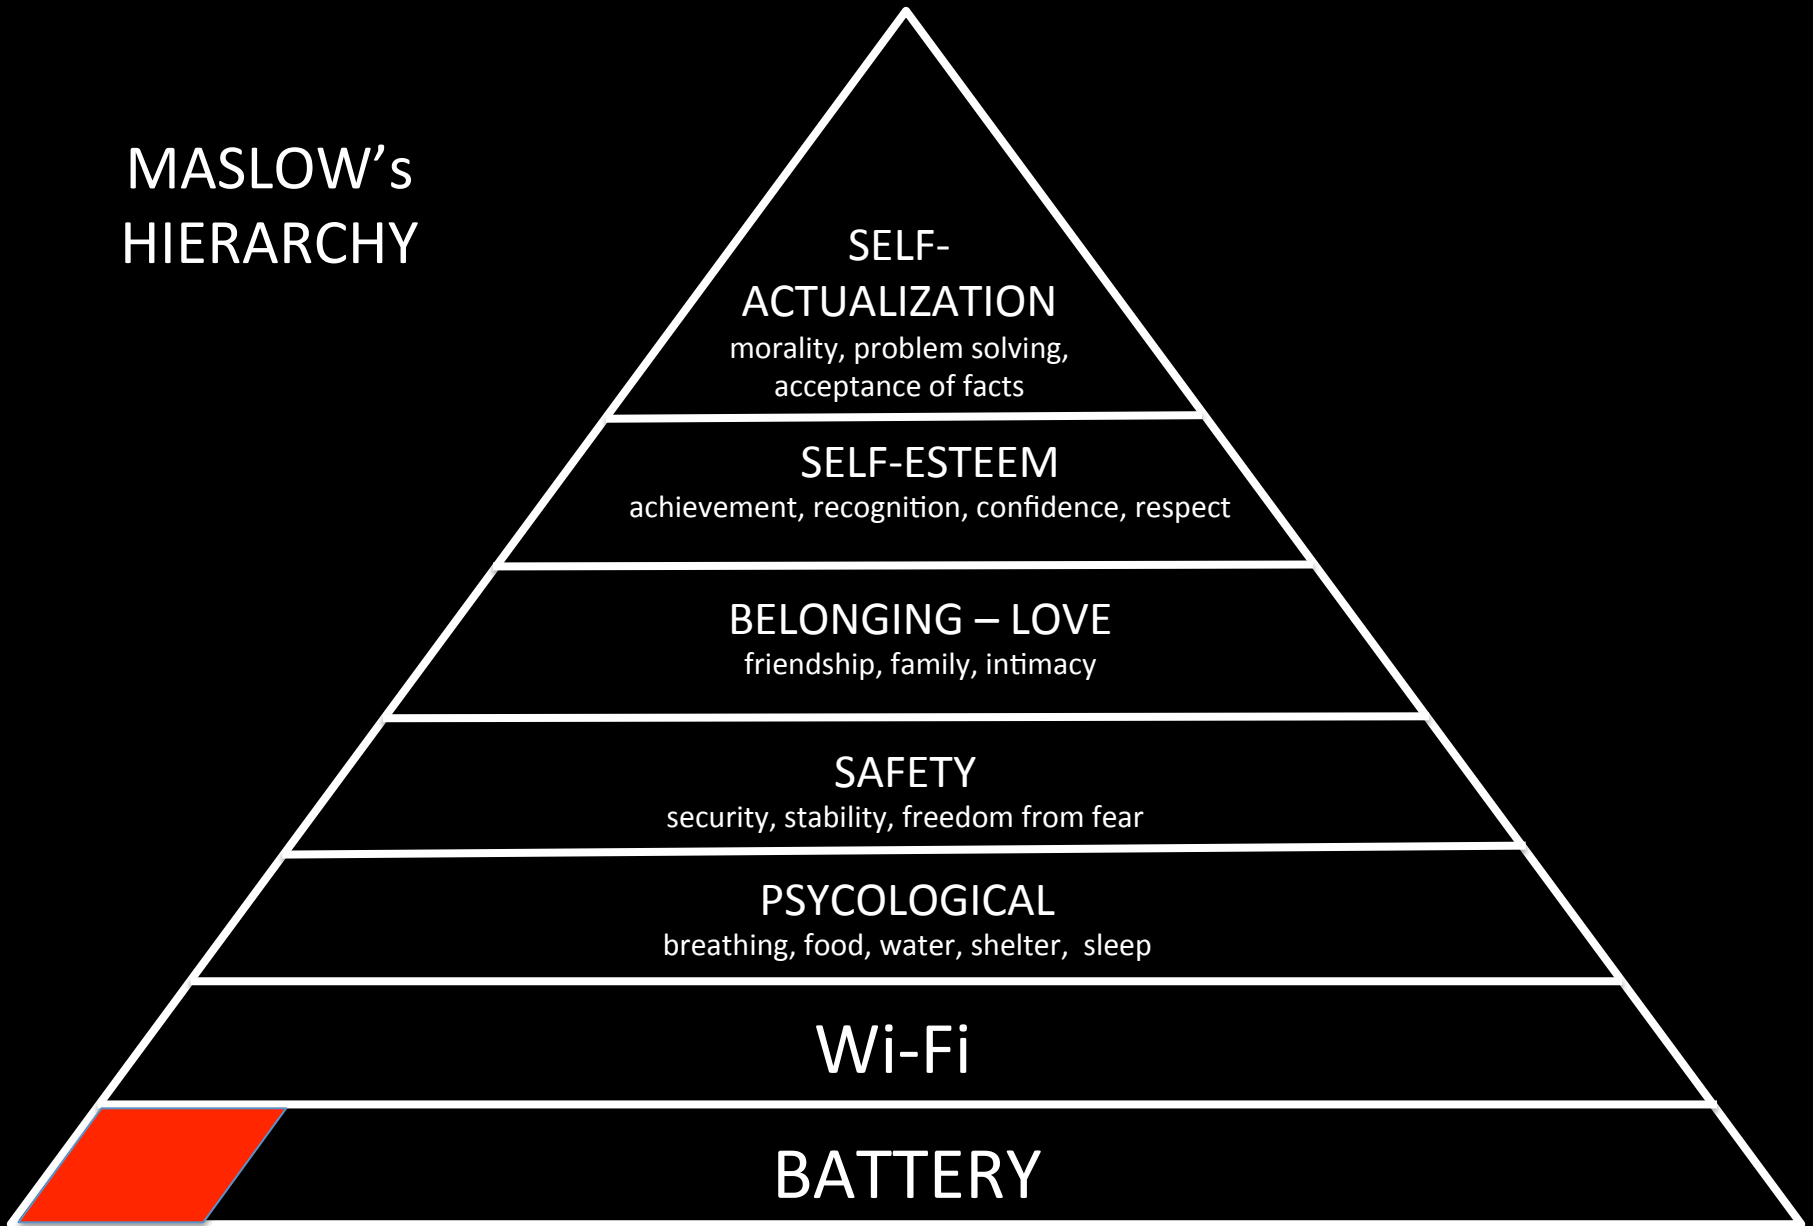 MASLOW’s
HIERARCHY
SELF-
ACTUALIZATION
morality, problem solving,
acceptance of facts
SELF-ESTEEM
achievement, recognition, confidence, respect
BELONGING – LOVE
friendship, family, intimacy
SAFETY
security, stability, freedom from fear
PSYCOLOGICAL
breathing, food, water, shelter,  sleep
Wi-Fi
BATTERY